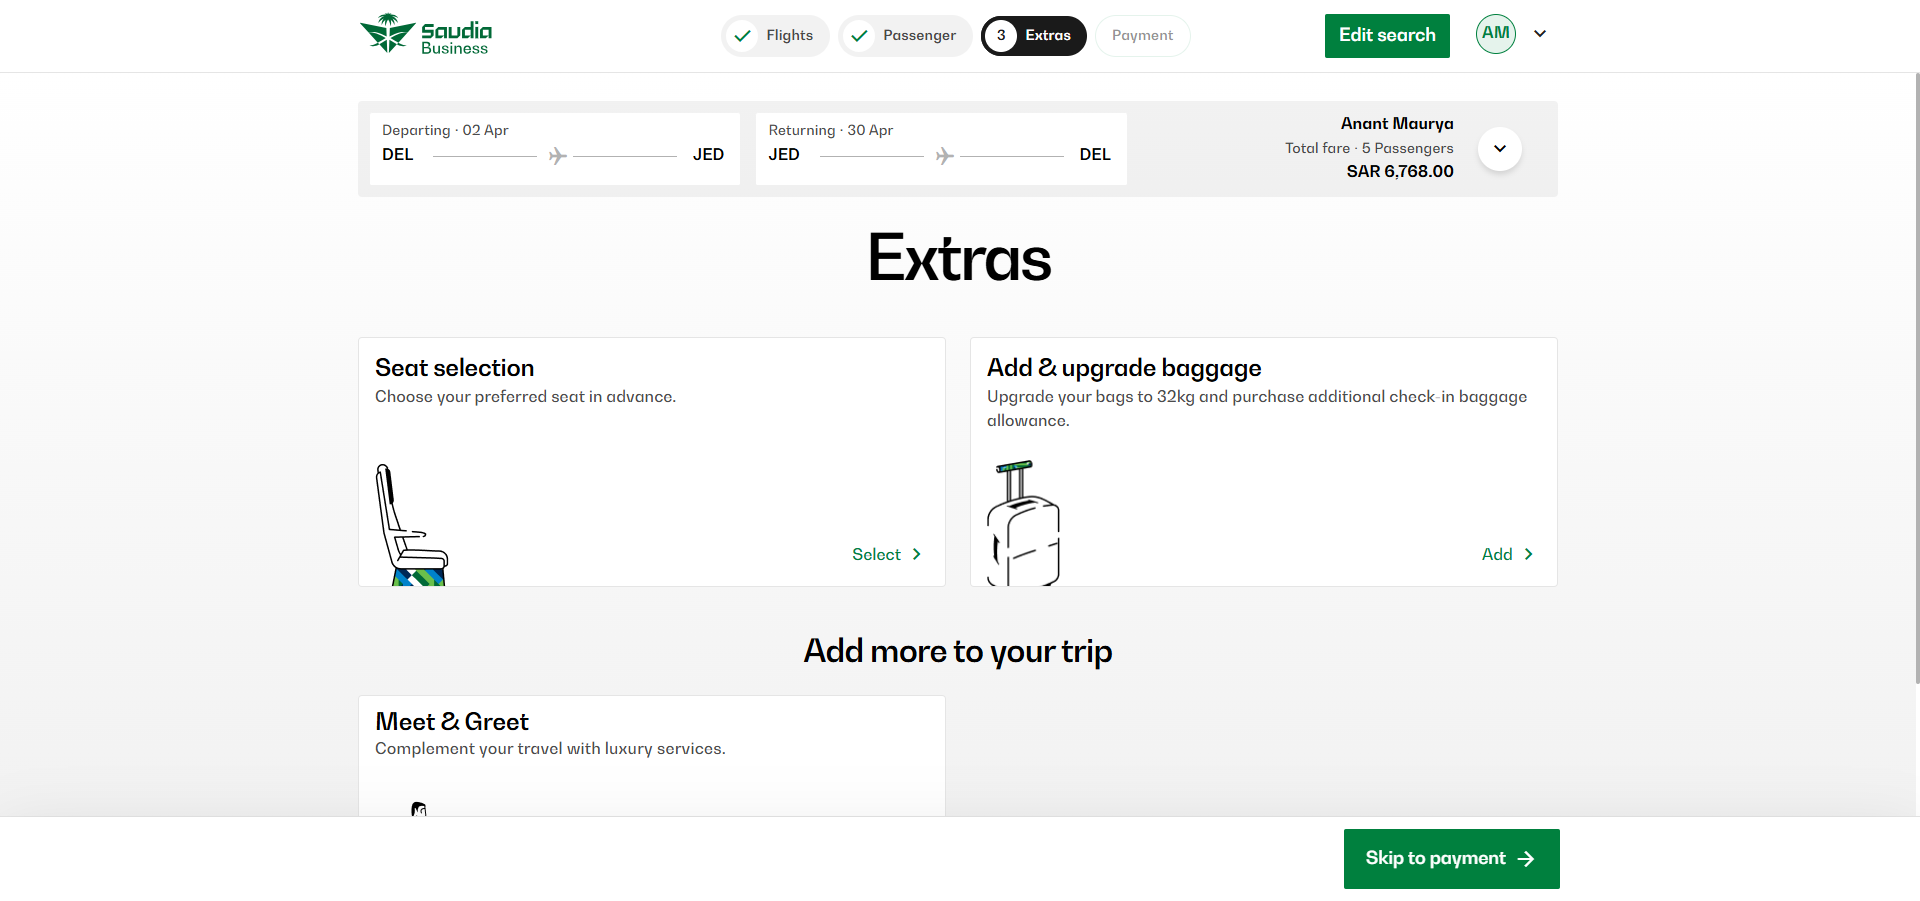 Saudia
Business
Flights
Passenger
3 Extras
Payment
Edit search
AM
Departing · 02 Apr
DEL JED
Returning · 30 Apr
JED DEL
Anant Maurya
Total fare · 5 Passengers
SAR 6,768.00
Extras
Seat selection
Choose your preferred seat in advance.
Select
Add & upgrade baggage
Upgrade your bags to 32kg and purchase additional check-in baggage
allowance.
Add
Add more to your trip
Meet & Greet
Complement your travel with luxury services.
Skip to payment